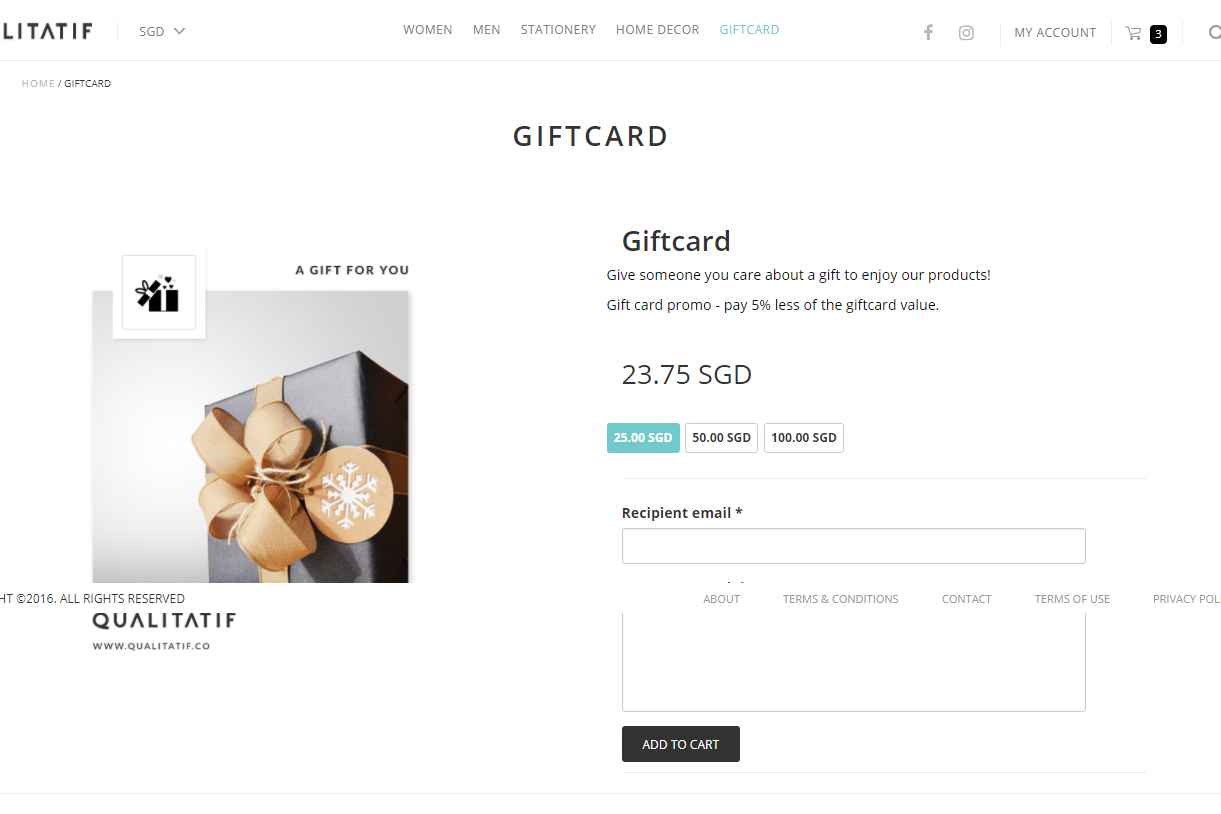 LITATIF
SGD
WOMEN MEN STATIONERY HOME DECOR GIFTCARD
MY ACCOUNT
3
HOME / GIFTCARD
GIFTCARD
A GIFT FOR YOU
Giftcard
Give someone you care about a gift to enjoy our products!
Gift card promo - pay 5% less of the giftcard value.
23.75 SGD
25.00 SGD 50.00 SGD 100.00 SGD
Recipient email *
HT ©2016. ALL RIGHTS RESERVED
ABOUT TERMS & CONDITIONS CONTACT TERMS OF USE PRIVACY POL
QUALITATIF
WWW.QUALITATIF.CO
ADD TO CART